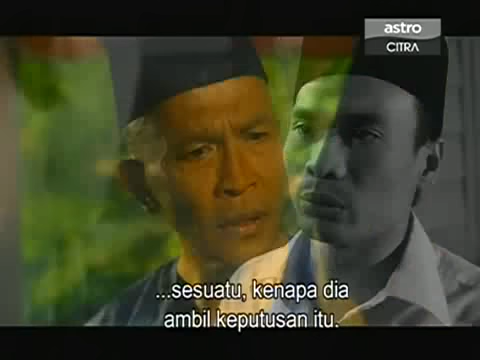 astro
CITRA
...sesuatu, kenapa dia
ambil keputusan itu.